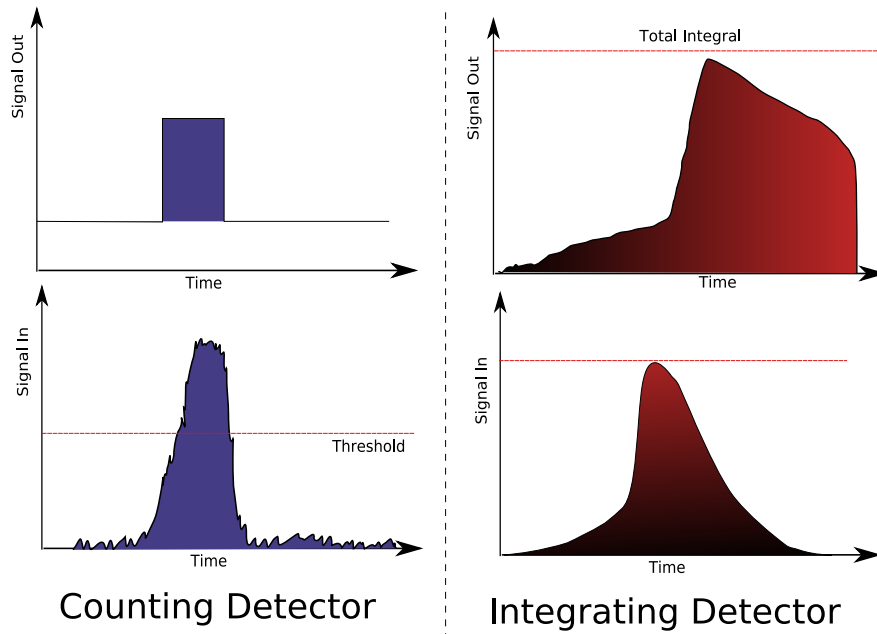 Signal Out
Time
Signal In
Threshold
Time
Counting Detector
Total Integral
Signal Out
Time
Signal In
Time
Integrating Detector